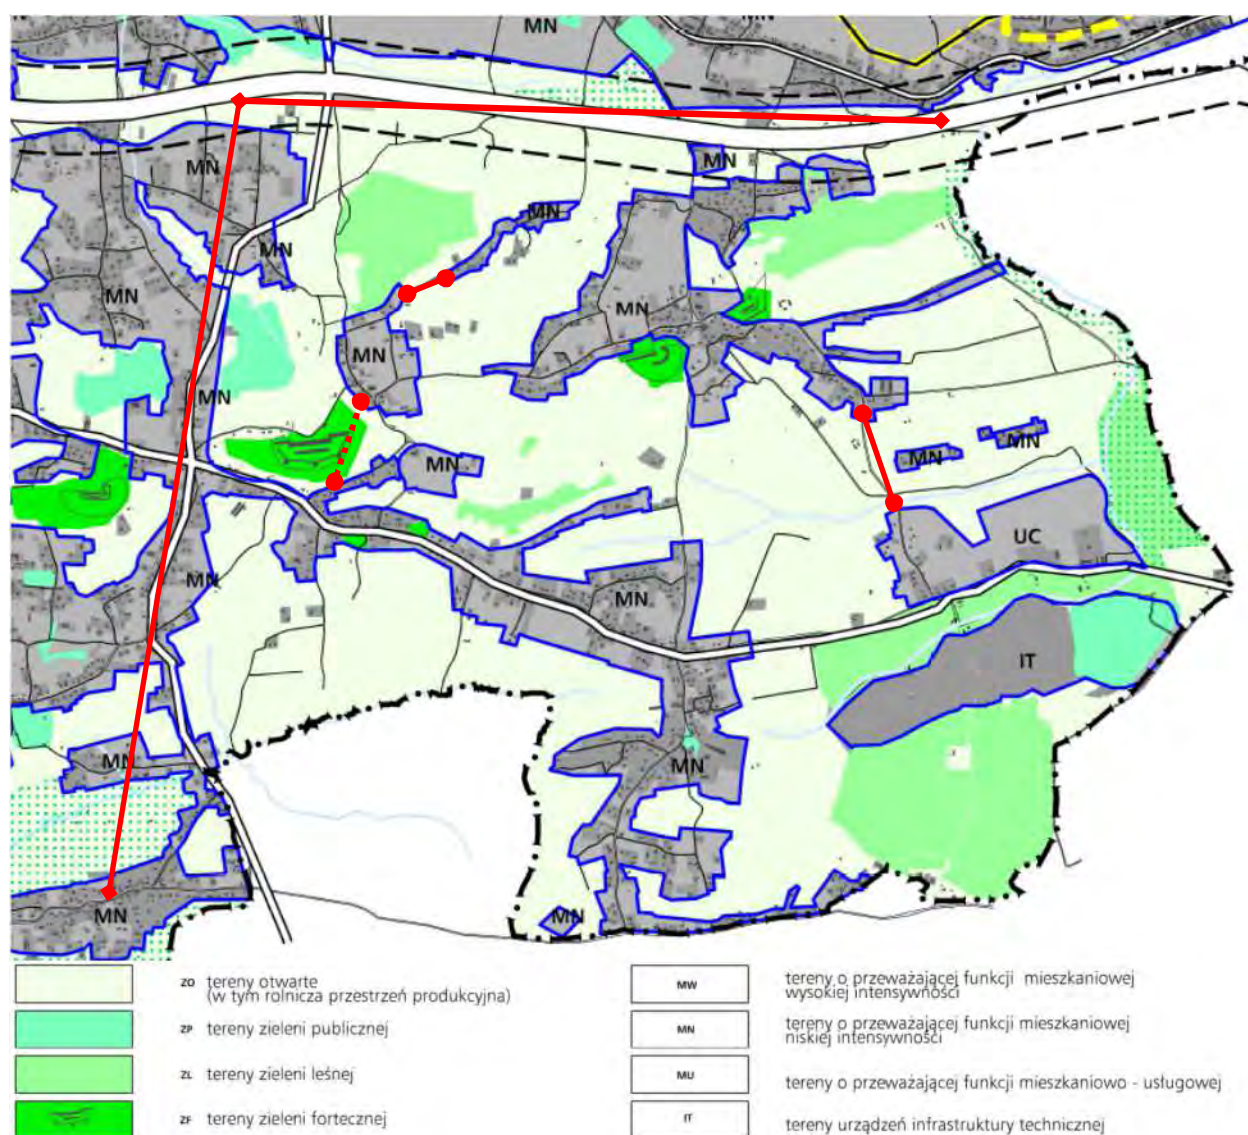 MN
MN
MN
MN
MN
MN
MN
MN
MN
MN
MN
MN
MN
MN
UC
MN
MN
IT
MN
MN
MN
MN
ZO tereny otwarte
(w tym rolnicza przestrzeń produkcyjna)
ZP tereny zieleni publicznej
ZL tereny zieleni leśnej
ZF tereny zieleni fortecznej
MW tereny o przeważającej funkcji mieszkaniowej
wysokiej intensywności
MN tereny o przeważającej funkcji mieszkaniowej
niskiej intensywności
MU tereny o przeważającej funkcji mieszkaniowo - usługowej
IT tereny urządzeń infrastruktury technicznej